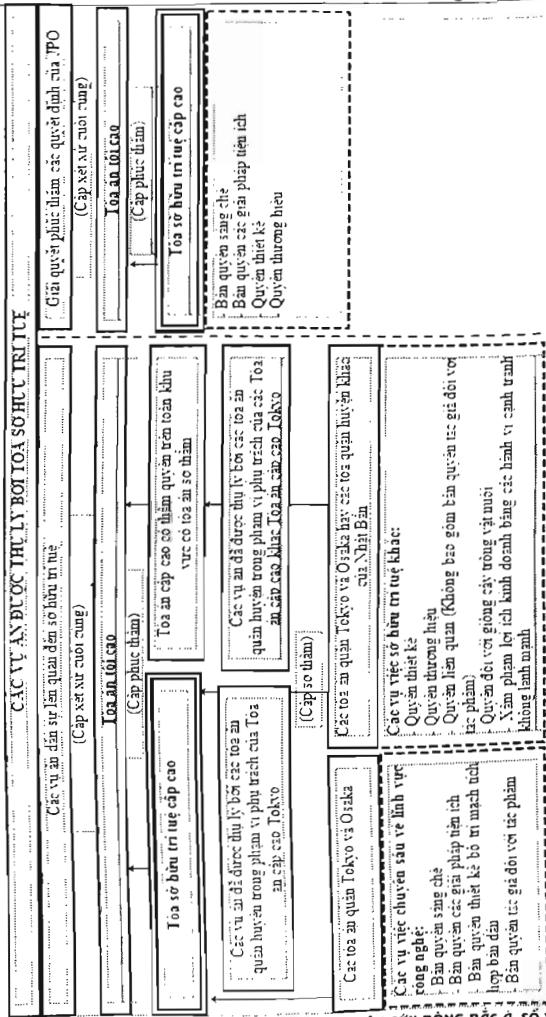 CÁC VỤ ÁN ĐƯỢC THỤ LÝ BỞI TOÀ SỞ HỮU TRÍ TUỆ
Các vụ án dân sự liên quan đến sở hữu trí tuệ
(Cấp xét xử cuối cùng)
Toà án tối cao
(Cấp phúc thẩm)
Tòa sở hữu trí tuệ cấp cao
Toà án cấp cao có thẩm quyền trên toàn khu
vực có toà án sơ thẩm
Các vụ án đã được thụ lý bởi các toà án
quận huyện trong phạm vi phụ trách của Toà
án cấp cao Tokyo
Các vụ án đã được thụ lý bởi các toà án
quận huyện trong phạm vi phụ trách của các Toà
án cấp cao khác Toà án cấp cao Tokyo
(Cấp sơ thẩm)
Các toà án quận Tokyo và Osaka
Các toà án quận Tokyo và Osaka hay các toà quận huyện khác
của Nhật Bản
Các vụ việc chuyên sâu về lĩnh vực
công nghệ:
- Bản quyền sáng chế
- Bản quyền các giải pháp tiện ích
- Bản quyền thiết kế bố trí mạch tích
hợp bán dẫn
- Bản quyền tác giả đối với tác phẩm
Các vụ việc sở hữu trí tuệ khác:
- Quyền thiết kế
- Quyền thương hiệu
- Quyền liên quan (Không bao gồm bản quyền tác giả đối với
tác phẩm)
- Quyền đối với giống cây trồng vật nuôi
- Xâm phạm lợi ích kinh doanh bằng các hành vi cạnh tranh
không lành mạnh
Giải quyết phúc thẩm các quyết định của JPO
(Cấp xét xử cuối cùng)
Toà án tối cao
(Cấp phúc thẩm)
Tòa sở hữu trí tuệ cấp cao
- Bản quyền sáng chế
- Bản quyền các giải pháp tiện ích
- Quyền thiết kế
- Quyền thương hiệu